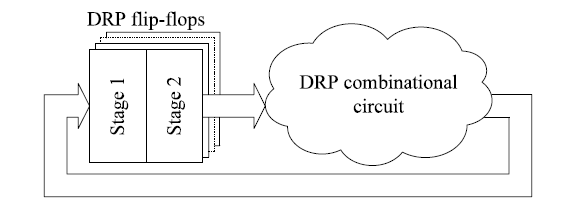 DRP flip-flops
Stage 1
Stage 2
DRP combinational
circuit